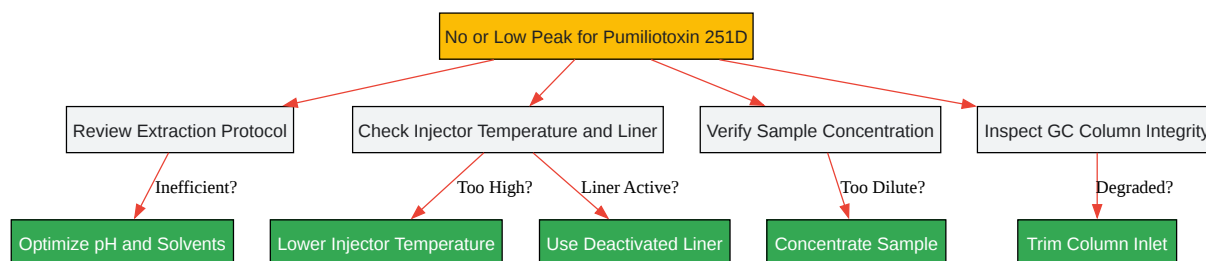 No or Low Peak for Pumiliotoxin 251D
Review Extraction Protocol
Check Injector Temperature and Liner
Verify Sample Concentration
Inspect GC Column Integrity
Inefficient?
Too High?
Liner Active?
Too Dilute?
Degraded?
Optimize pH and Solvents
Lower Injector Temperature
Use Deactivated Liner
Concentrate Sample
Trim Column Inlet